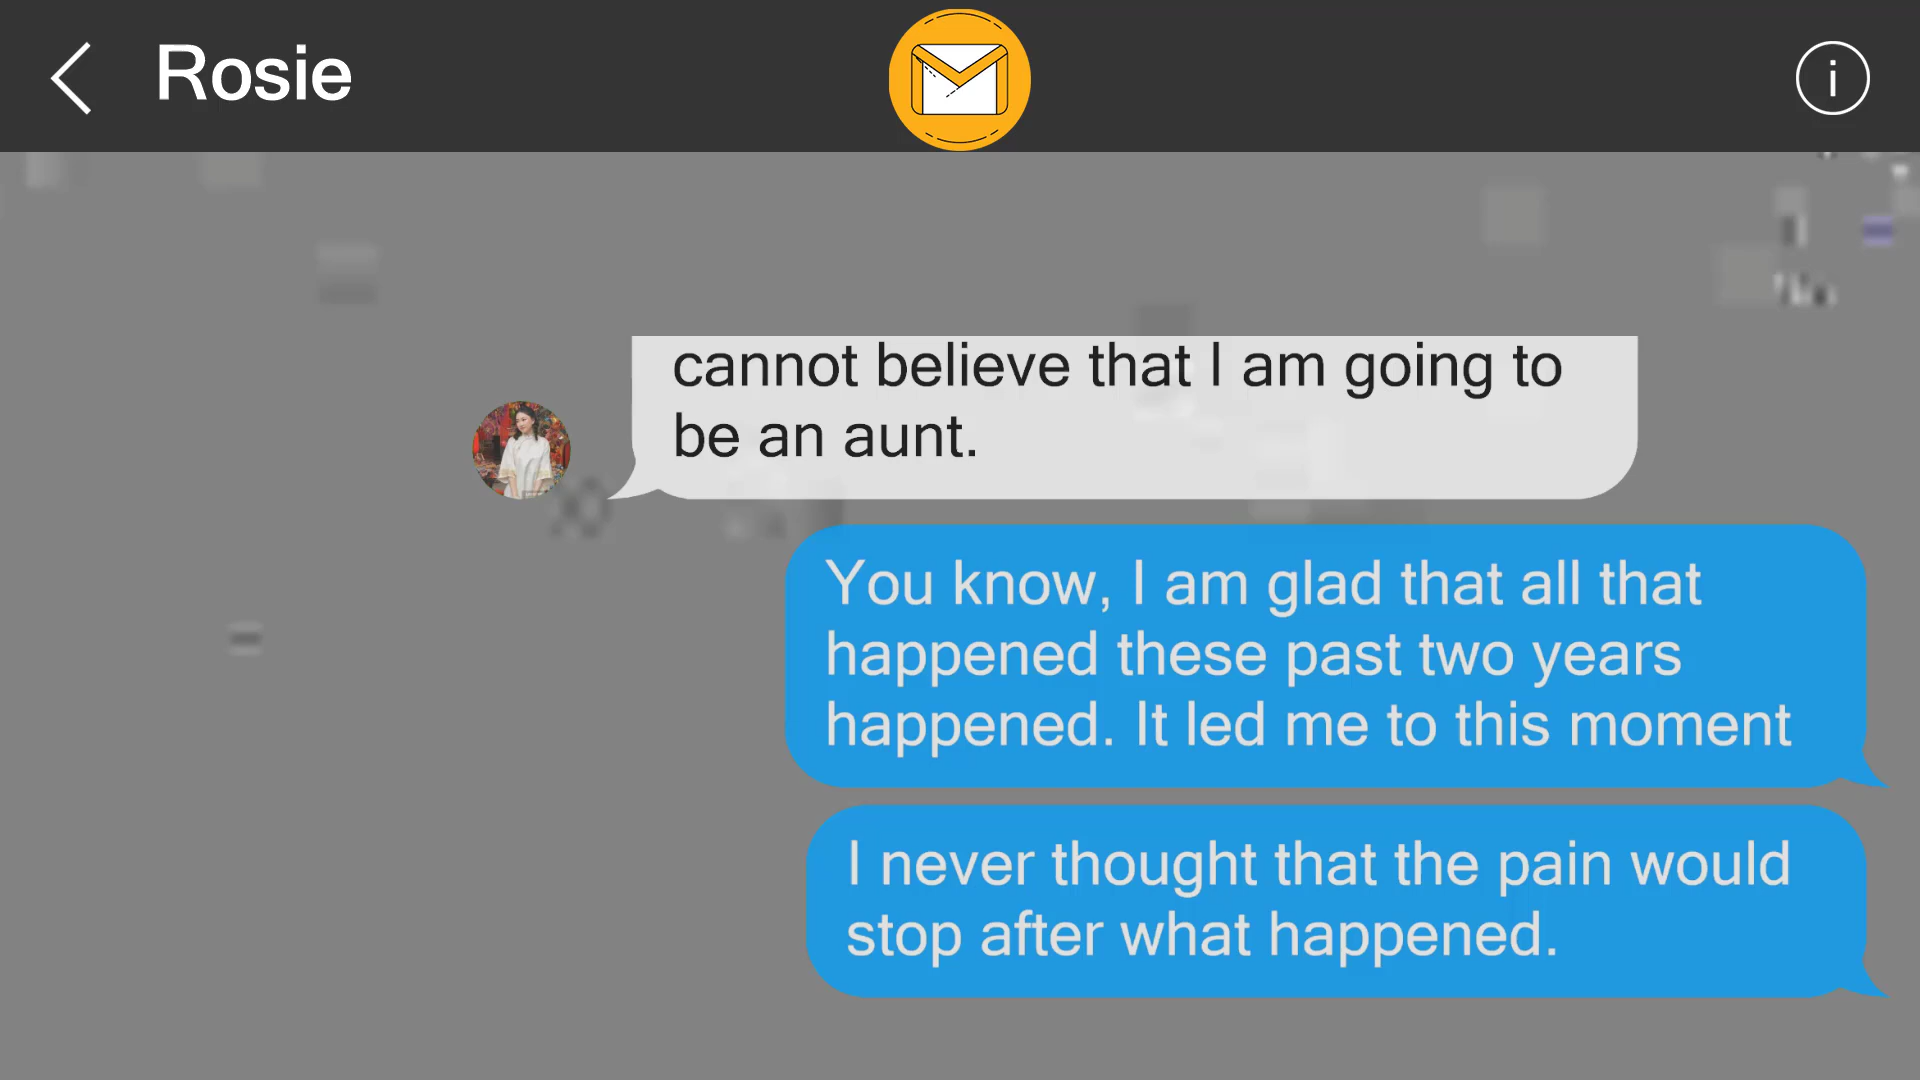 Rosie
i
cannot believe that I am going to
be an aunt.
You know, I am glad that all that
happened these past two years
happened. It led me to this moment
I never thought that the pain would
stop after what happened.